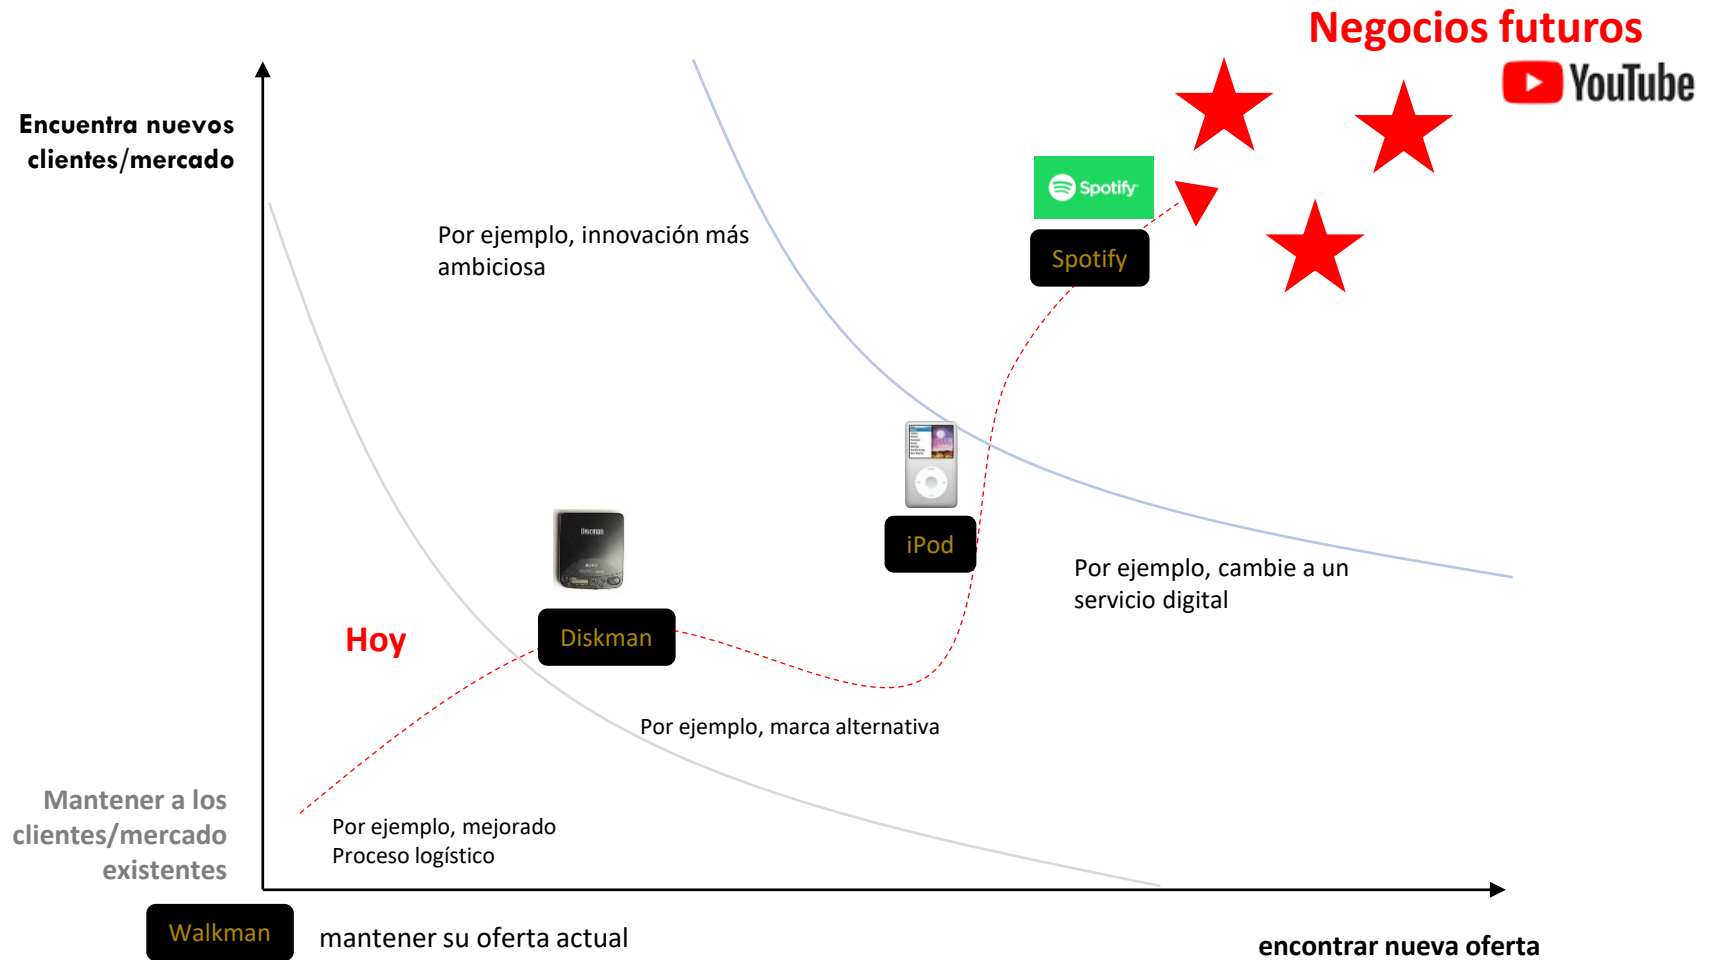 Negocios futuros
YouTube
Encuentra nuevos
clientes/mercado
Spotify
Spotify
Por ejemplo, innovación más
ambiciosa
Discman
SONY
iPod
Por ejemplo, cambie a un
servicio digital
Hoy
Diskman
Por ejemplo, marca alternativa
Mantener a los
clientes/mercado
existentes
Por ejemplo, mejorado
Proceso logístico
Walkman
mantener su oferta actual
encontrar nueva oferta